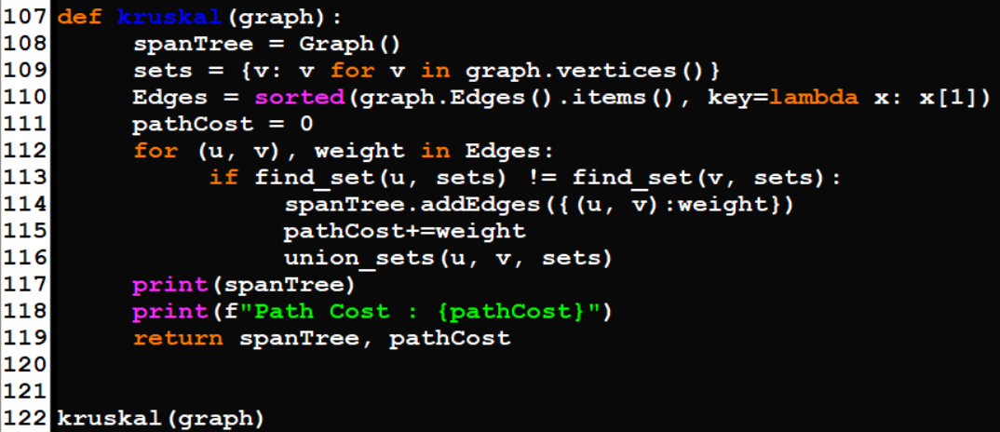 107 def kruskal(graph):
108     spanTree = Graph()
109     sets = {v: v for v in graph.vertices()}
110     Edges = sorted(graph.Edges().items(), key=lambda x: x[1])
111     pathCost = 0
112     for (u, v), weight in Edges:
113          if find_set(u, sets) != find_set(v, sets):
114               spanTree.addEdges({(u, v):weight})
115               pathCost+=weight
116               union_sets(u, v, sets)
117     print(spanTree)
118     print(f"Path Cost : {pathCost}")
119     return spanTree, pathCost
120
121
122 kruskal(graph)